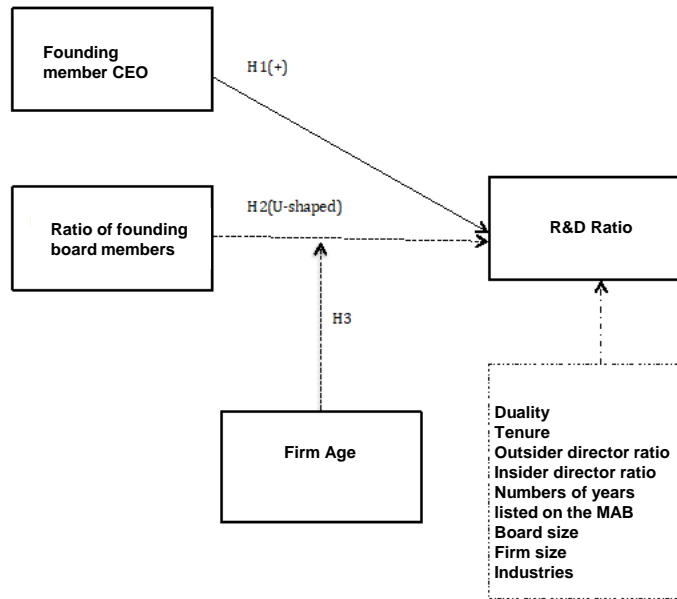 Founding
member CEO
H1(+)
H2(U-shaped)
Ratio of founding
board members
R&D Ratio
H3
Firm Age
Duality
Tenure
Outsider director ratio
Insider director ratio
Numbers of years
listed on the MAB
Board size
Firm size
Industries